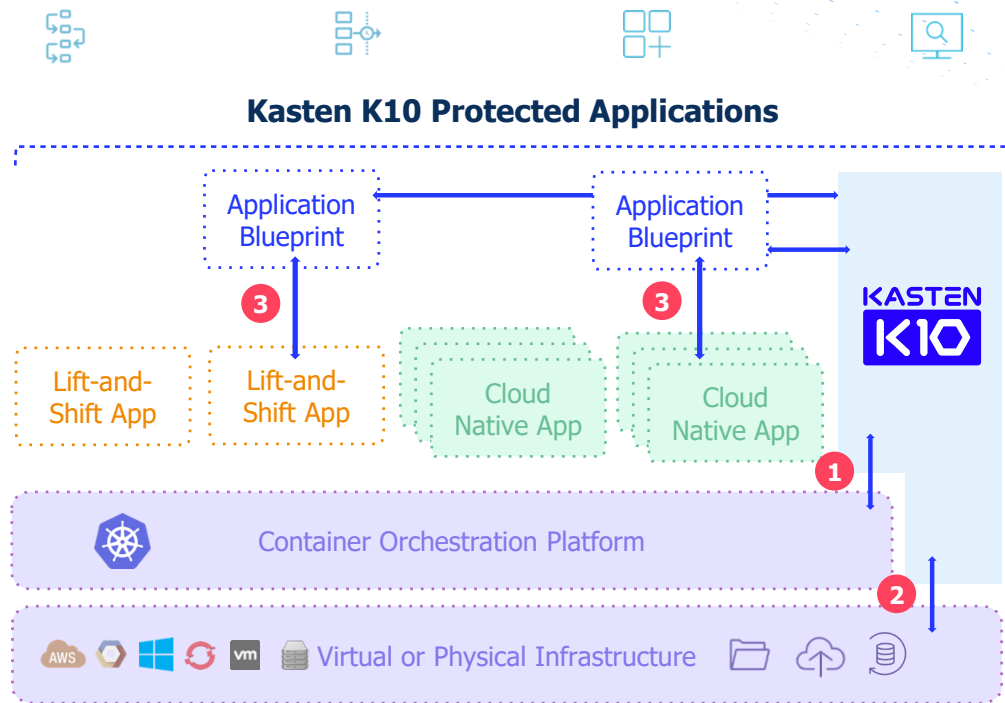 Kasten K10 Protected Applications
Application
Blueprint
Application
Blueprint
3
3
KASTEN
K10
Lift-and-
Shift App
Lift-and-
Shift App
Cloud
Native App
Cloud
Native App
1
Container Orchestration Platform
2
AWS
vm
Virtual or Physical Infrastructure